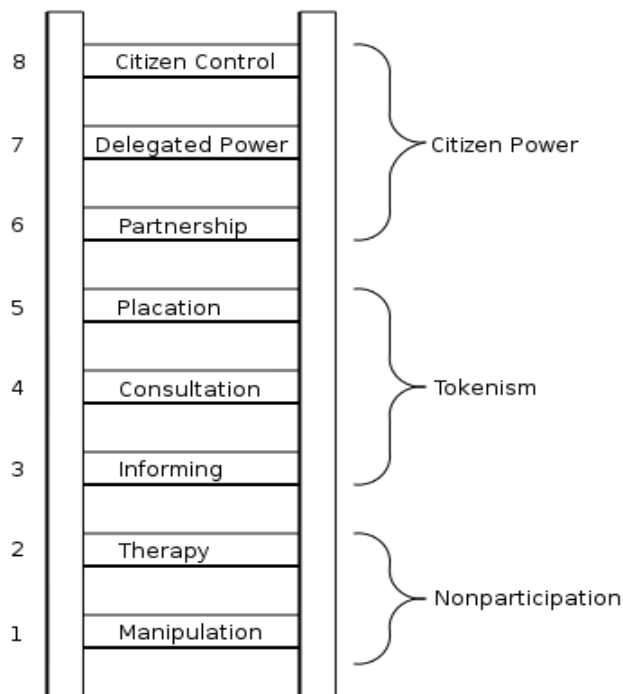 8 Citizen Control
7 Delegated Power
Citizen Power
6 Partnership
5 Placation
4 Consultation
Tokenism
3 Informing
2 Therapy
Nonparticipation
1 Manipulation